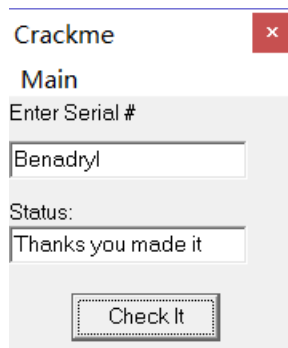 Crackme
Main
Enter Serial #
Benadryl
Status:
Thanks you made it
Check It